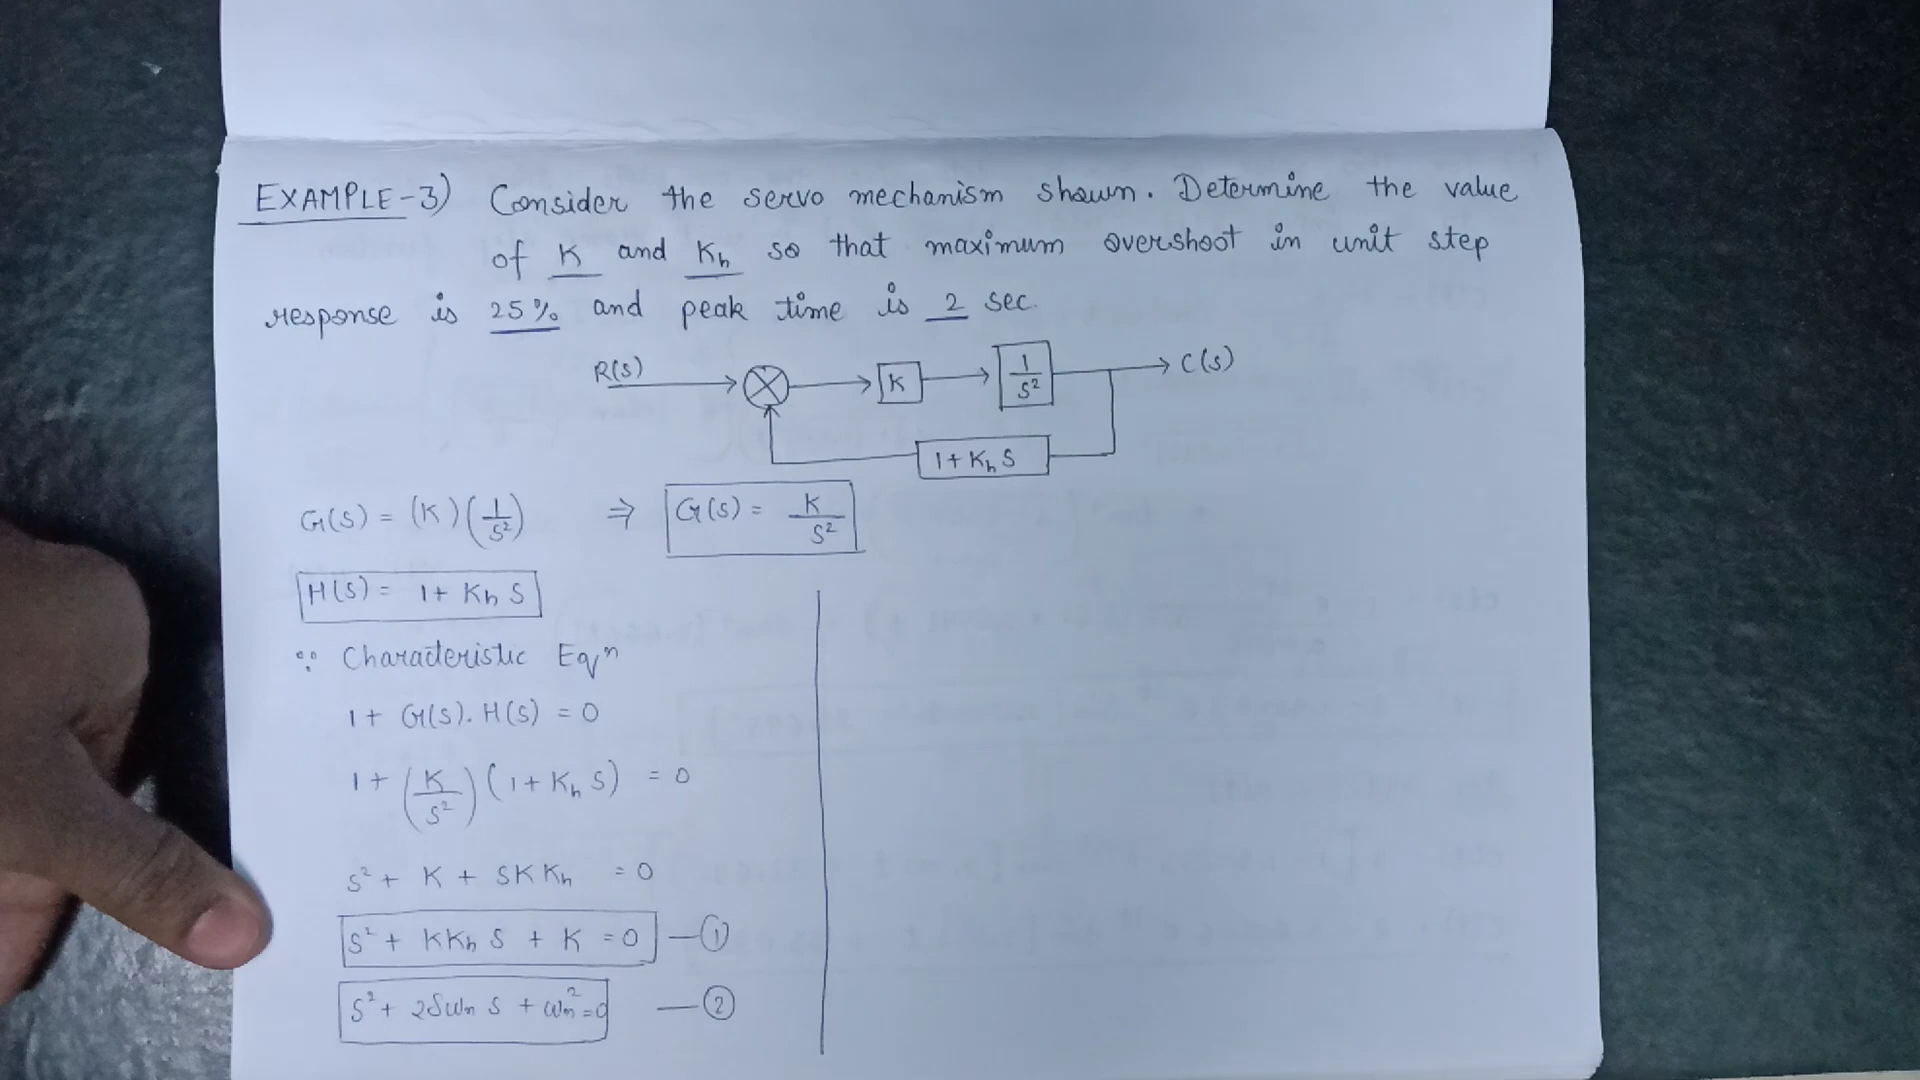 EXAMPLE-3) Consider the servo mechanism shown. Determine the value
of K and Kh so that maximum overshoot in unit step
response is 25% and peak time is 2 sec.
R(s) K 1/s² C(s)
1+KhS
G(s) = (K)(1/s²) ⇒ G(s) = K/s²
H(s) = 1+ Kh S
∵ Characteristic Eqⁿ
1+ G(s). H(s) = 0
1+ (K/s²)(1+Kh S) = 0
s² + K + SKKh = 0
s² + KKh S + K = 0 —①
s² + 2δωn s + ωn² = 0 —②